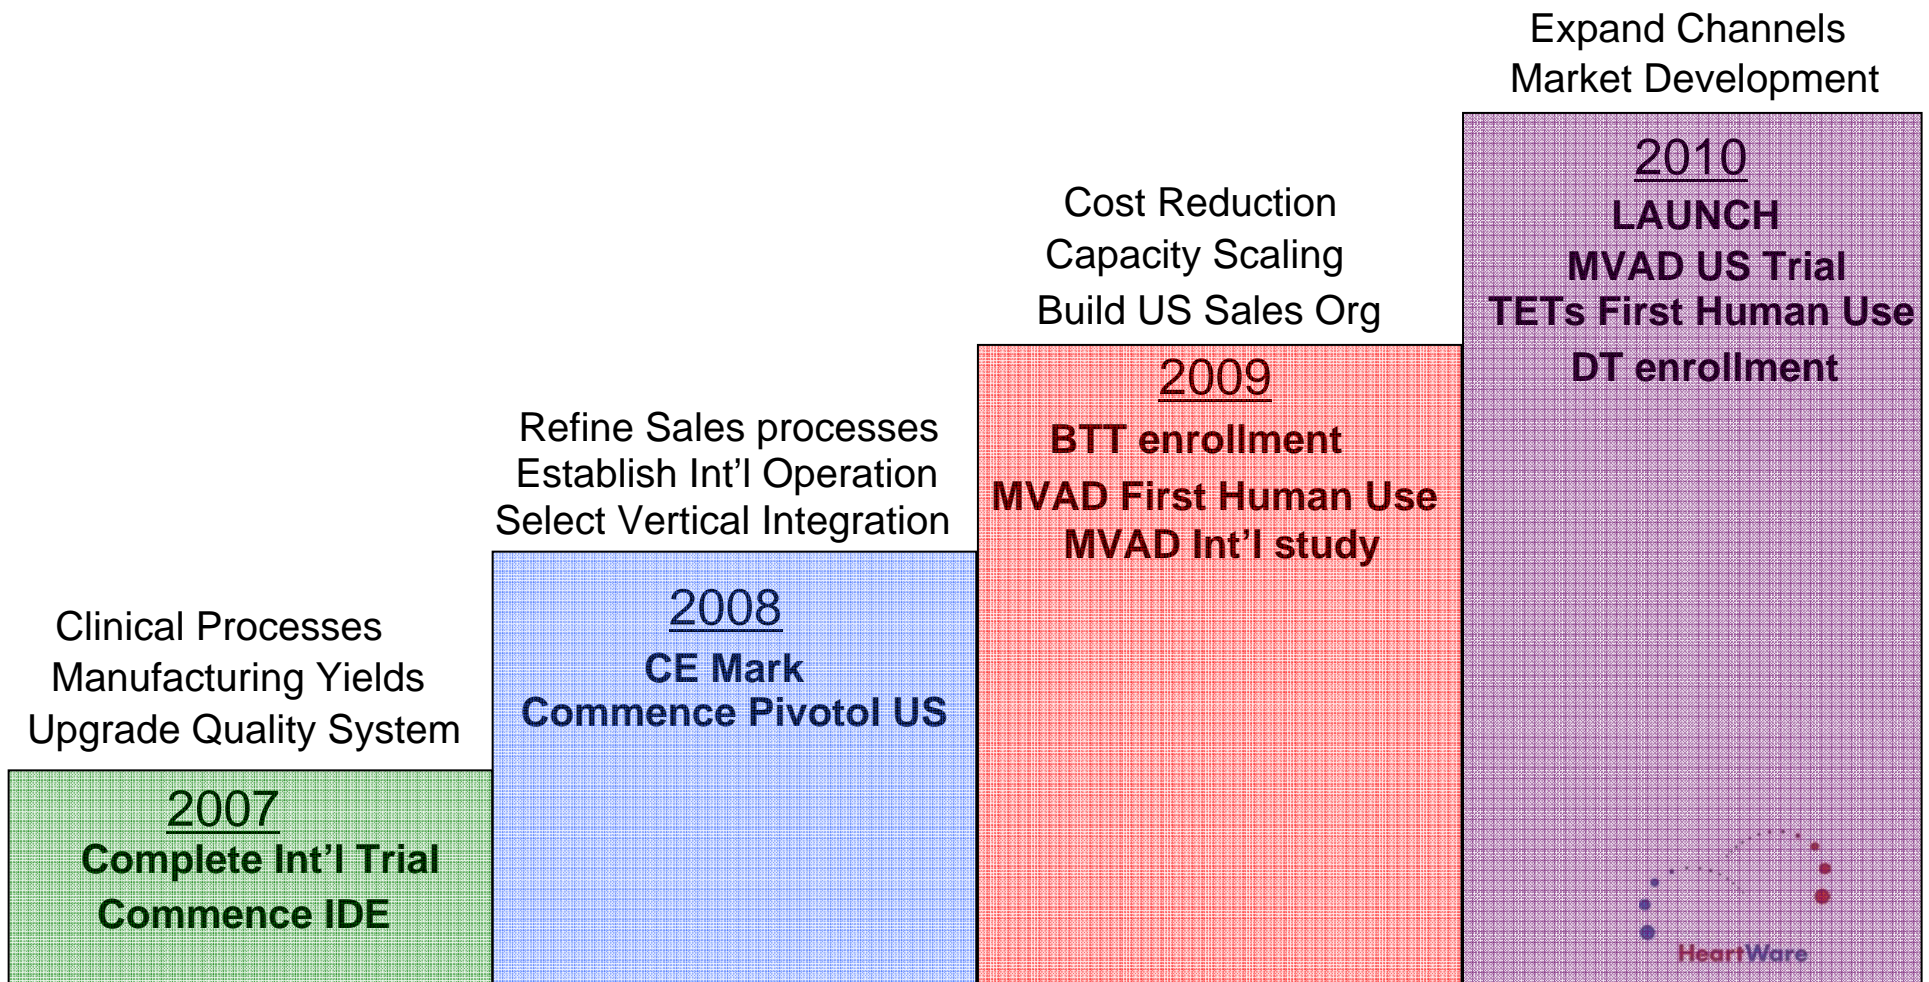 Clinical Processes
Manufacturing Yields
Upgrade Quality System
2007
Complete Int’l Trial
Commence IDE
Refine Sales processes
Establish Int’l Operation
Select Vertical Integration
2008
CE Mark
Commence Pivotol US
Cost Reduction
Capacity Scaling
Build US Sales Org
2009
BTT enrollment
MVAD First Human Use
MVAD Int’l study
Expand Channels
Market Development
2010
LAUNCH
MVAD US Trial
TETs First Human Use
DT enrollment
HeartWare